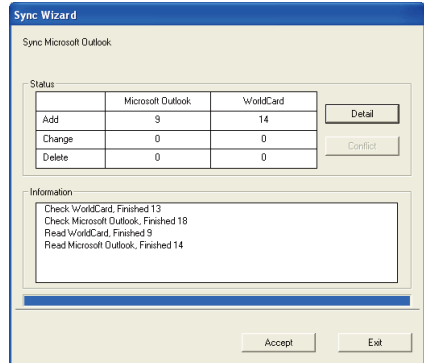 Sync Wizard
Sync Microsoft Outlook
Status
Microsoft Outlook WorldCard
Add 9 14
Change 0 0
Delete 0 0
Detail
Conflict
Information
Check WorldCard, Finished 13
Check Microsoft Outlook, Finished 18
Read WorldCard, Finished 9
Read Microsoft Outlook, Finished 14
Accept Exit